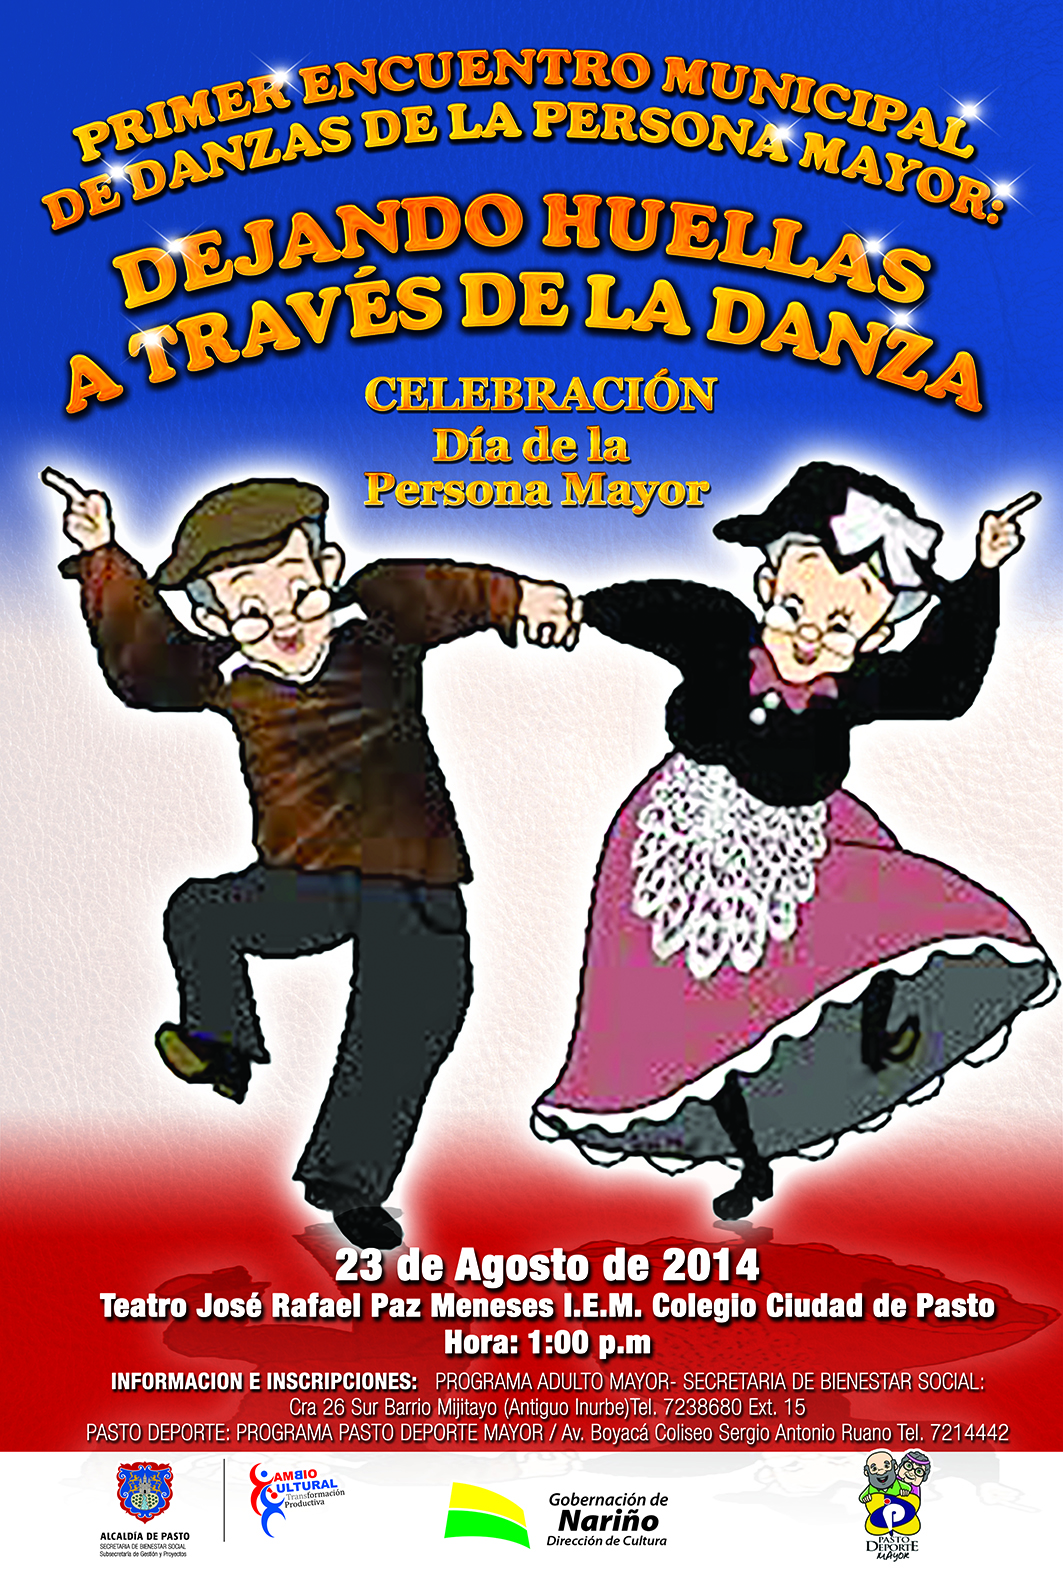 PRIMER ENCUENTRO MUNICIPAL
DE DANZAS DE LA PERSONA MAYOR:
DEJANDO HUELLAS
A TRAVÉS DE LA DANZA
CELEBRACIÓN
Día de la
Persona Mayor
23 de Agosto de 2014
Teatro José Rafael Paz Meneses I.E.M. Colegio Ciudad de Pasto
Hora: 1:00 p.m
INFORMACION E INSCRIPCIONES: PROGRAMA ADULTO MAYOR- SECRETARIA DE BIENESTAR SOCIAL:
Cra 26 Sur Barrio Mijitayo (Antiguo Inurbe)Tel. 7238680 Ext. 15
PASTO DEPORTE: PROGRAMA PASTO DEPORTE MAYOR / Av. Boyacá Coliseo Sergio Antonio Ruano Tel. 7214442
ALCALDÍA DE PASTO
SECRETARIA DE BIENESTAR SOCIAL
Subsecretaría de Gestión y Proyectos
CAMBIO
CULTURAL
Transformación
Productiva
Gobernación de
Nariño
Dirección de Cultura
PASTO
DEPORTE
MAYOR